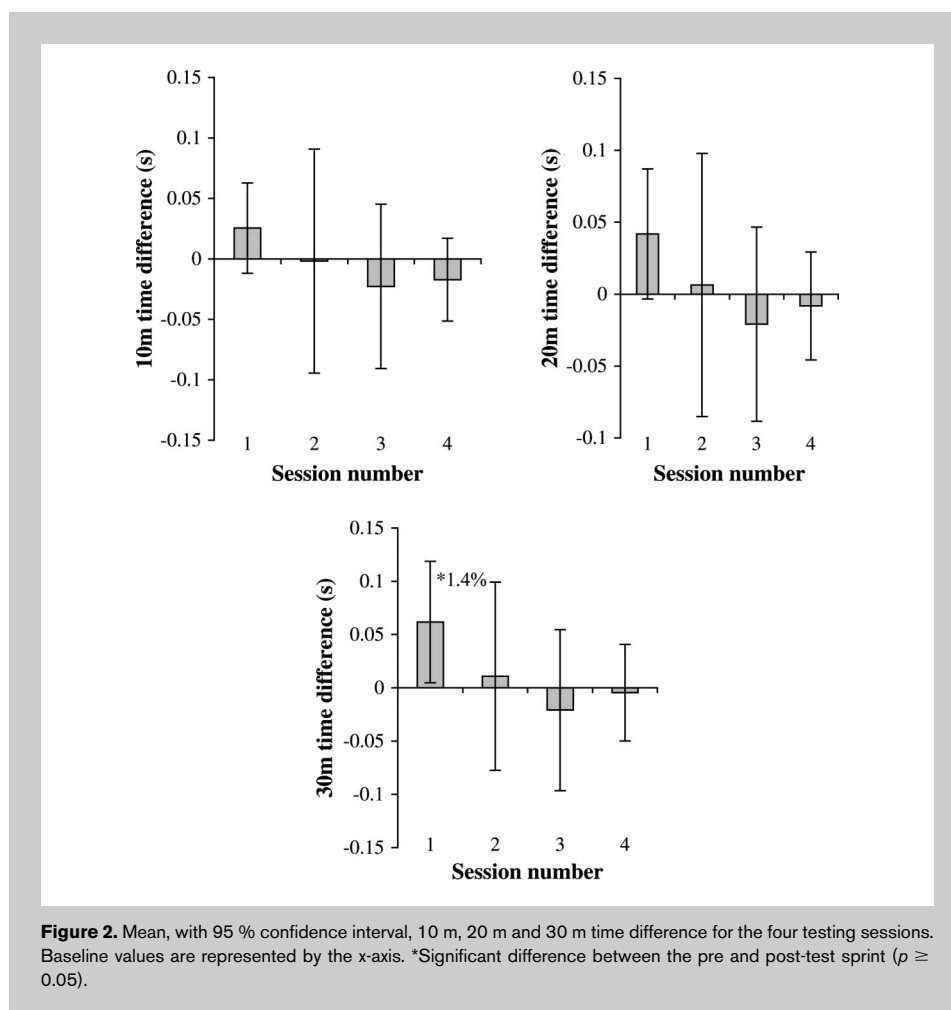 0.15
0.1
0.05
0
-0.05
-0.1
-0.15
10m time difference (s)
1 2 3 4
Session number
0.15
0.1
0.05
0
-0.05
-0.1
20m time difference (s)
1 2 3 4
Session number
0.15
0.1
0.05
0
-0.05
-0.1
-0.15
30m time difference (s)
*1.4%
1 2 3 4
Session number
Figure 2. Mean, with 95 % confidence interval, 10 m, 20 m and 30 m time difference for the four testing sessions.
Baseline values are represented by the x-axis. *Significant difference between the pre and post-test sprint (p ≥
0.05).